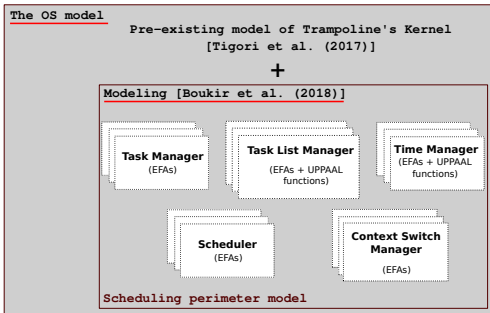 The OS model
Pre-existing model of Trampoline's Kernel
[Tigori et al. (2017)]
+
Modeling [Boukir et al. (2018)]
Task Manager
(EFAs)
Task List Manager
(EFAs + UPPAAL
functions)
Time Manager
(EFAs + UPPAAL
functions)
Scheduler
(EFAs)
Context Switch
Manager
(EFAs)
Scheduling perimeter model